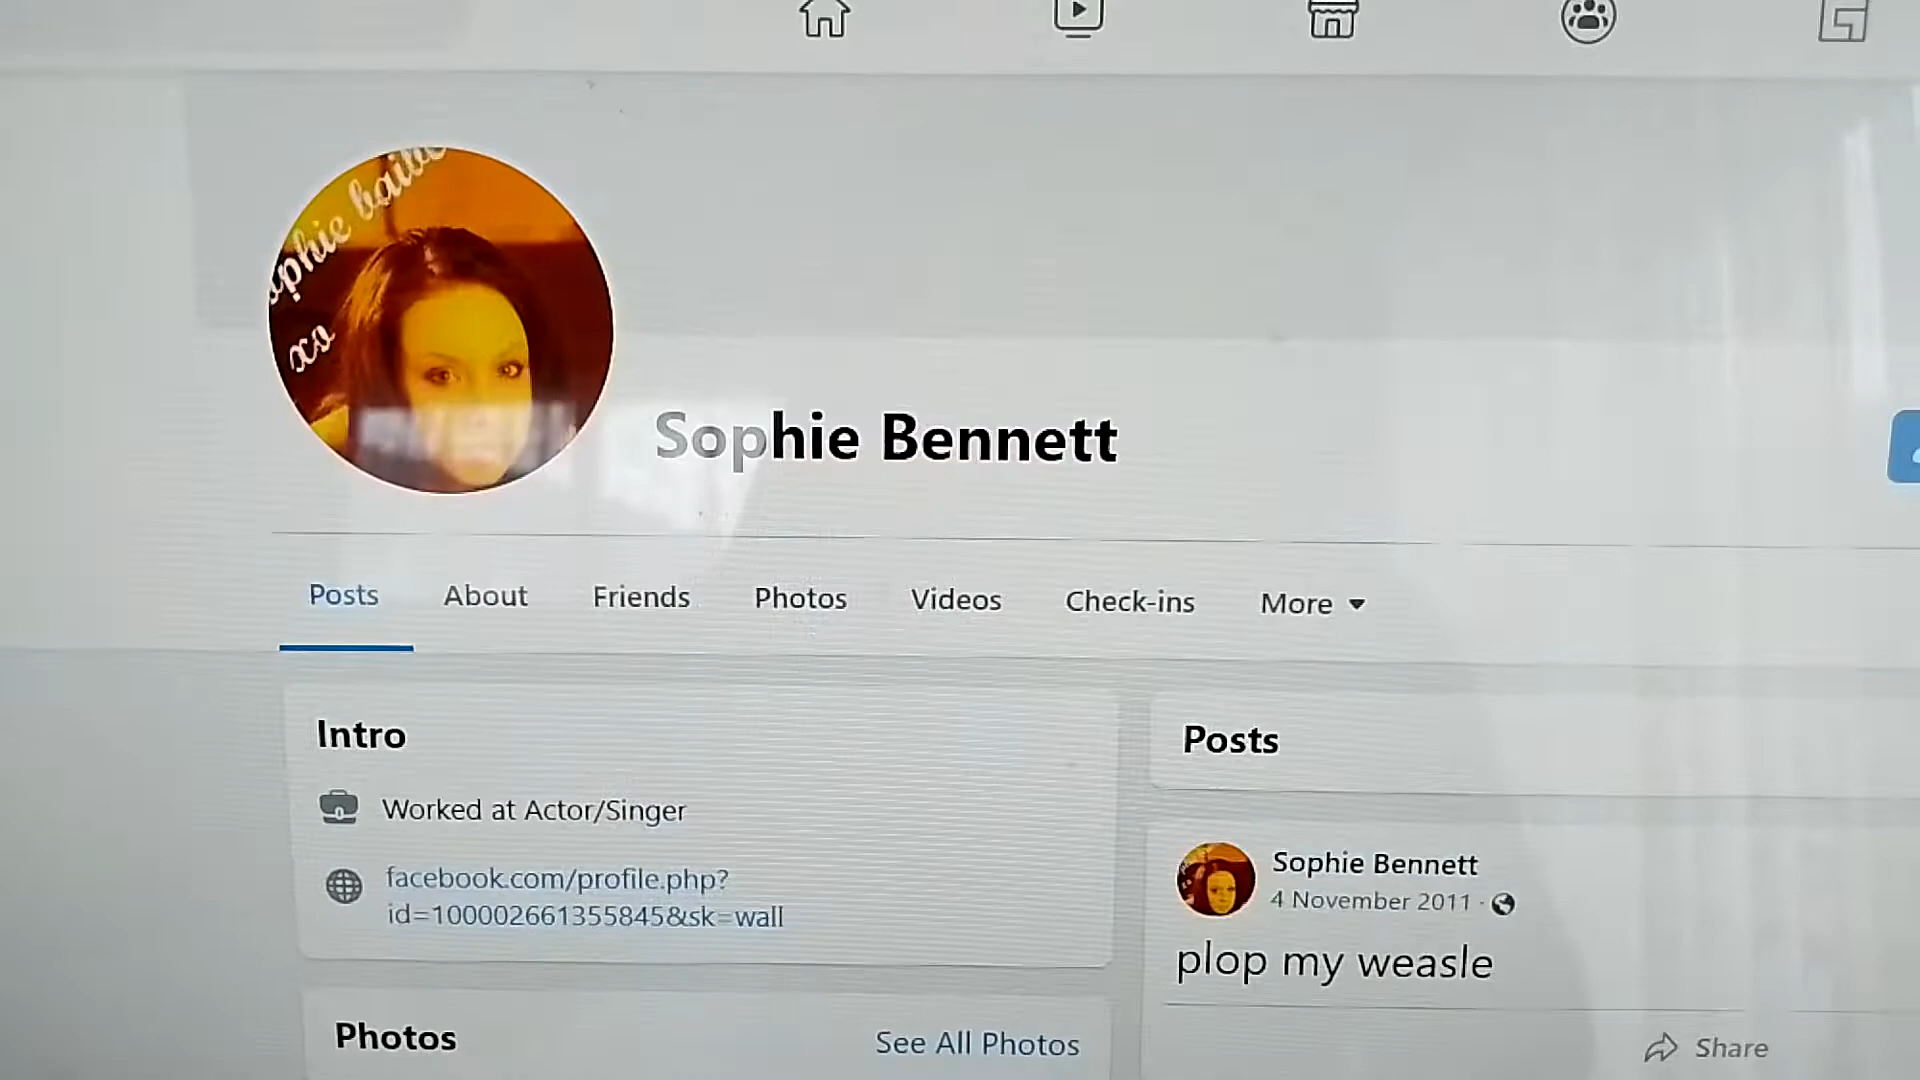 sophie baibe
xo
Sophie Bennett
Posts
About
Friends
Photos
Videos
Check-ins
More
Intro
Worked at Actor/Singer
facebook.com/profile.php?
id=100002661355845&sk=wall
Photos
See All Photos
Posts
Sophie Bennett
4 November 2011 ·
plop my weasle
Share